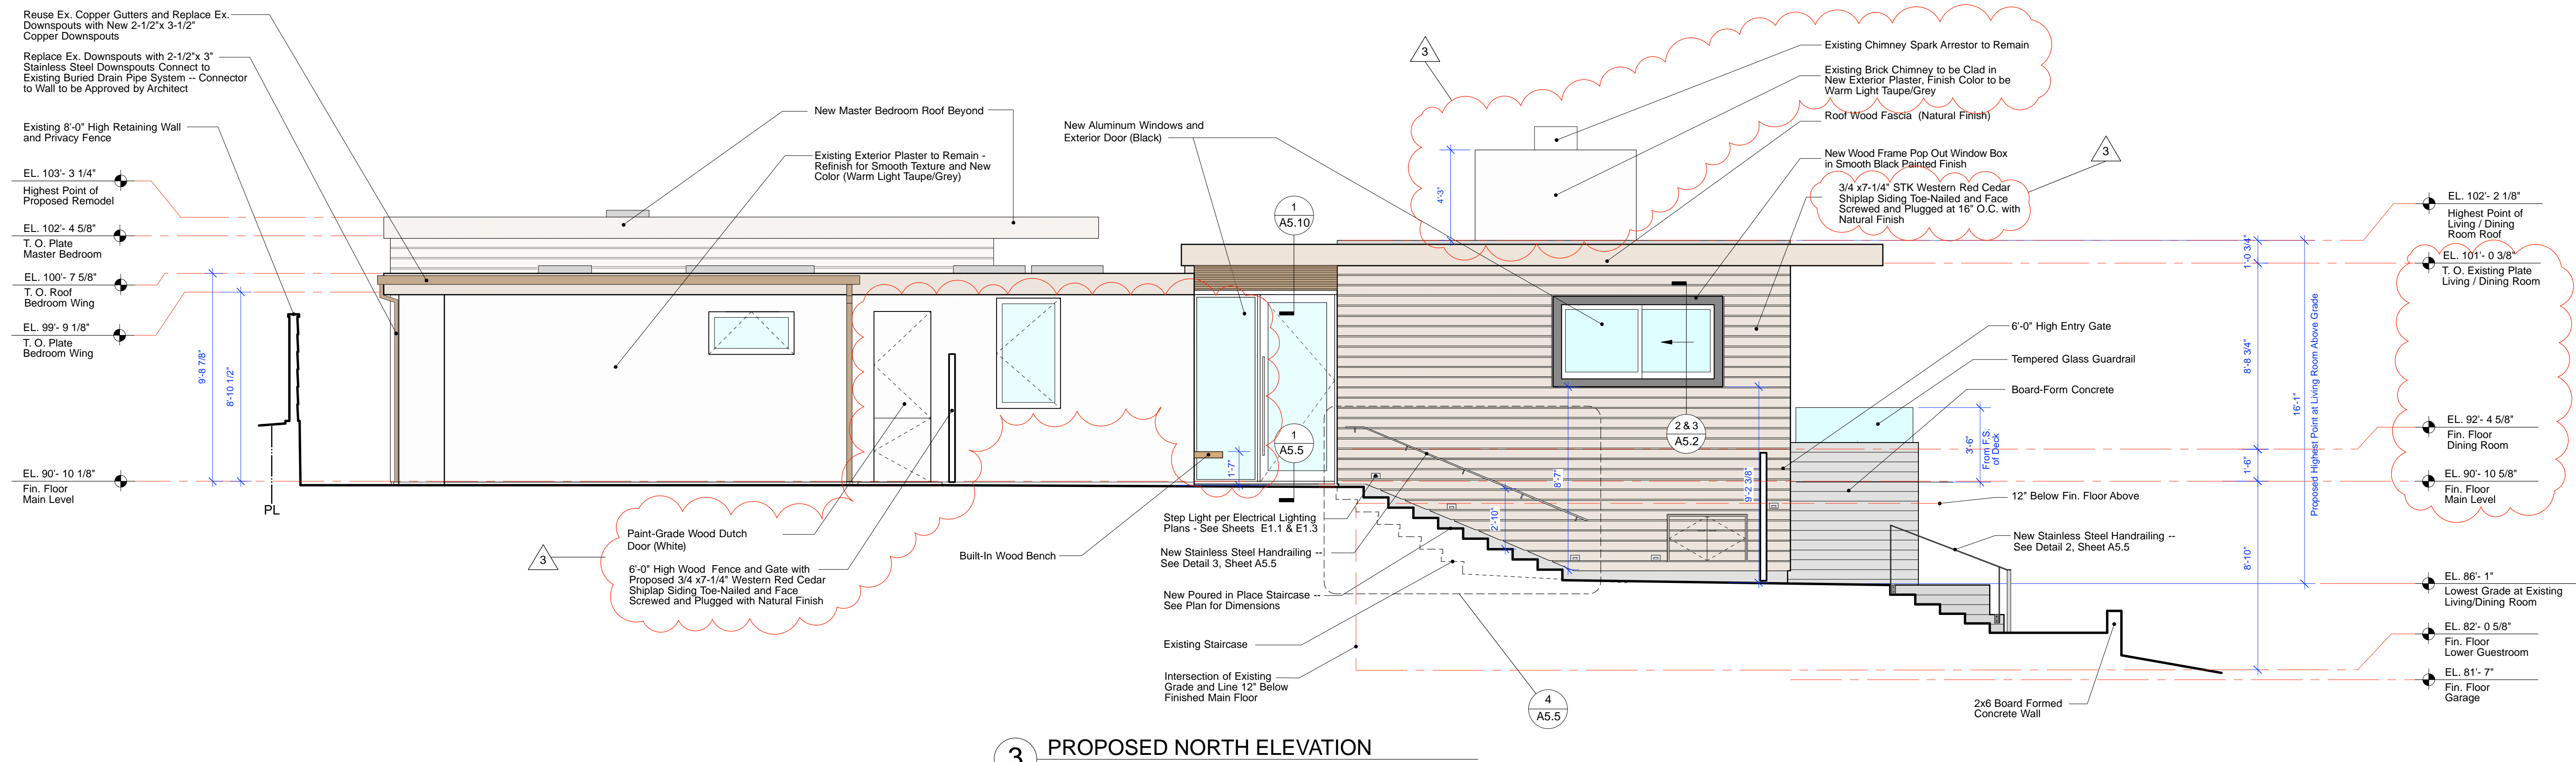 Reuse Ex. Copper Gutters and Replace Ex.
Downspouts with New 2-1/2"x 3-1/2"
Copper Downspouts
Replace Ex. Downspouts with 2-1/2"x 3"
Stainless Steel Downspouts Connect to
Existing Buried Drain Pipe System -- Connector
to Wall to be Approved by Architect
Existing 8'-0" High Retaining Wall
and Privacy Fence
EL. 103'- 3 1/4"
Highest Point of
Proposed Remodel
EL. 102'- 4 5/8"
T. O. Plate
Master Bedroom
EL. 100'- 7 5/8"
T. O. Roof
Bedroom Wing
EL. 99'- 9 1/8"
T. O. Plate
Bedroom Wing
EL. 90'- 10 1/8"
Fin. Floor
Main Level
9'-8 7/8"
8'-10 1/2"
PL
New Master Bedroom Roof Beyond
Existing Exterior Plaster to Remain -
Refinish for Smooth Texture and New
Color (Warm Light Taupe/Grey)
New Aluminum Windows and
Exterior Door (Black)
3
Paint-Grade Wood Dutch
Door (White)
6'-0" High Wood Fence and Gate with
Proposed 3/4 x7-1/4" Western Red Cedar
Shiplap Siding Toe-Nailed and Face
Screwed and Plugged with Natural Finish
Built-In Wood Bench
1
A5.10
1
A5.5
1'-7"
Step Light per Electrical Lighting
Plans - See Sheets E1.1 & E1.3
New Stainless Steel Handrailing --
See Detail 3, Sheet A5.5
New Poured in Place Staircase --
See Plan for Dimensions
Existing Staircase
Intersection of Existing
Grade and Line 12" Below
Finished Main Floor
3
4'-3"
Existing Chimney Spark Arrestor to Remain
Existing Brick Chimney to be Clad in
New Exterior Plaster, Finish Color to be
Warm Light Taupe/Grey
Roof Wood Fascia (Natural Finish)
New Wood Frame Pop Out Window Box
in Smooth Black Painted Finish
3/4 x7-1/4" STK Western Red Cedar
Shiplap Siding Toe-Nailed and Face
Screwed and Plugged at 16" O.C. with
Natural Finish
3
2 & 3
A5.2
2'-10"
8'-7"
9'-2 3/8"
4
A5.5
6'-0" High Entry Gate
Tempered Glass Guardrail
Board-Form Concrete
3'-6"
From F.S.
of Deck
12" Below Fin. Floor Above
New Stainless Steel Handrailing --
See Detail 2, Sheet A5.5
2x6 Board Formed
Concrete Wall
1'-0 3/4"
8'-8 3/4"
1'-6"
8'-10"
16'-1"
Proposed Highest Point at Living Room Above Grade
EL. 102'- 2 1/8"
Highest Point of
Living / Dining
Room Roof
EL. 101'- 0 3/8"
T. O. Existing Plate
Living / Dining Room
EL. 92'- 4 5/8"
Fin. Floor
Dining Room
EL. 90'- 10 5/8"
Fin. Floor
Main Level
EL. 86'- 1"
Lowest Grade at Existing
Living/Dining Room
EL. 82'- 0 5/8"
Fin. Floor
Lower Guestroom
EL. 81'- 7"
Fin. Floor
Garage
3
PROPOSED NORTH ELEVATION